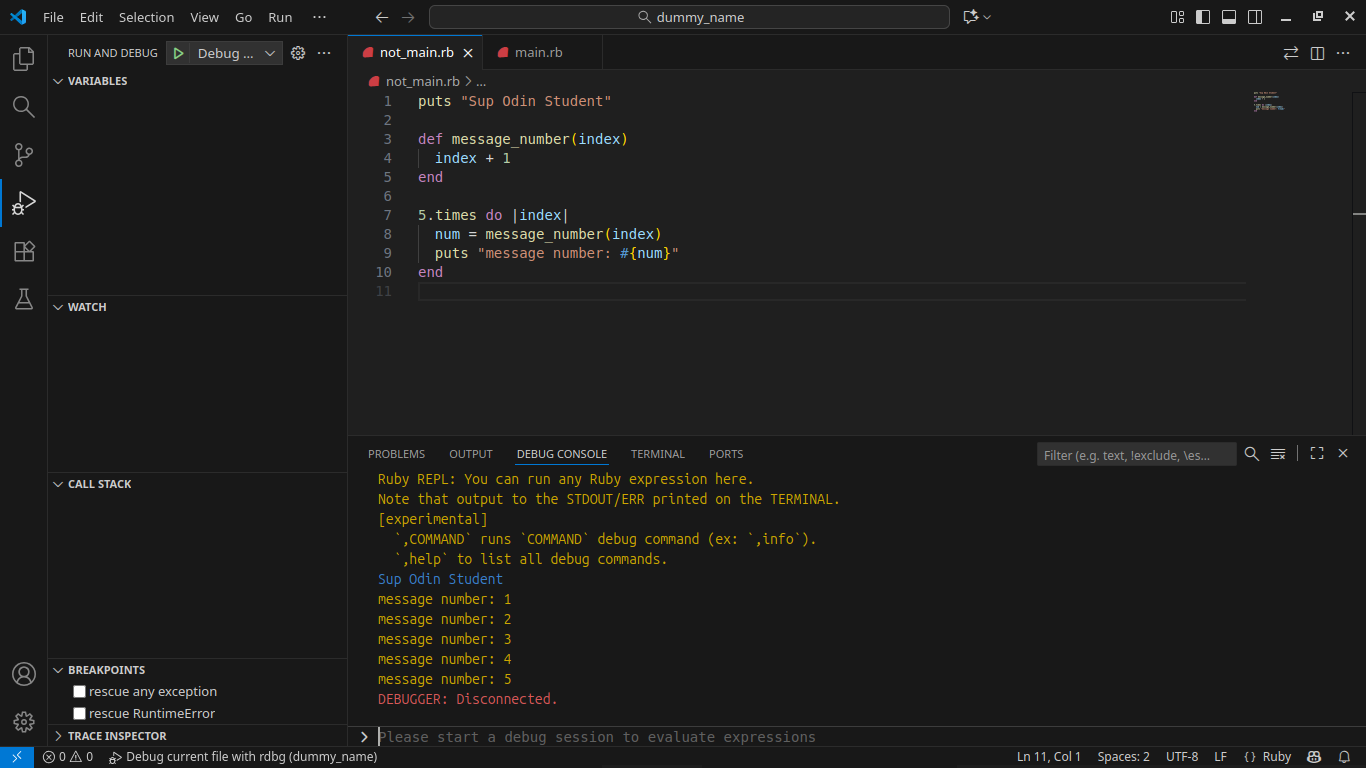 File Edit Selection View Go Run ···
dummy_name
RUN AND DEBUG Debug ... ···
VARIABLES
WATCH
CALL STACK
BREAKPOINTS
rescue any exception
rescue RuntimeError
TRACE INSPECTOR
not_main.rb main.rb
not_main.rb > ...
1 puts "Sup Odin Student"
2
3 def message_number(index)
4 index + 1
5 end
6
7 5.times do |index|
8 num = message_number(index)
9 puts "message number: #{num}"
10 end
11
PROBLEMS OUTPUT DEBUG CONSOLE TERMINAL PORTS Filter (e.g. text, !exclude, \es...
Ruby REPL: You can run any Ruby expression here.
Note that output to the STDOUT/ERR printed on the TERMINAL.
[experimental]
`,COMMAND` runs `COMMAND` debug command (ex: `,info`).
`,help` to list all debug commands.
Sup Odin Student
message number: 1
message number: 2
message number: 3
message number: 4
message number: 5
DEBUGGER: Disconnected.
Please start a debug session to evaluate expressions
0 0 Debug current file with rdbg (dummy_name) Ln 11, Col 1 Spaces: 2 UTF-8 LF {} Ruby